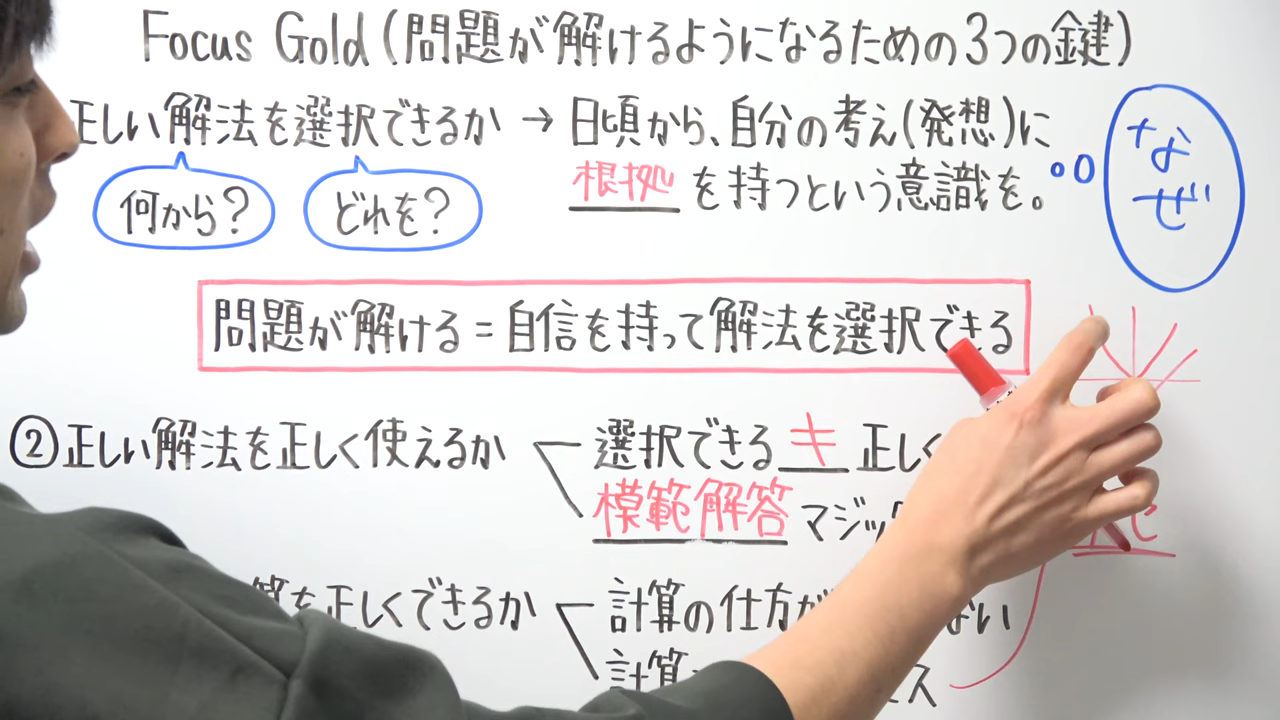 Focus Gold(問題が解けるようになるための3つの鍵)
正しい解法を選択できるか → 日頃から、自分の考え(発想)に
根拠を持つという意識を。
何から?
どれを?
なぜ
問題が解ける=自信を持って解法を選択できる
②正しい解法を正しく使えるか
選択できる キ 正しく
模範解答 マジック
算を正しくできるか
計算の仕方が ない
計算 ス